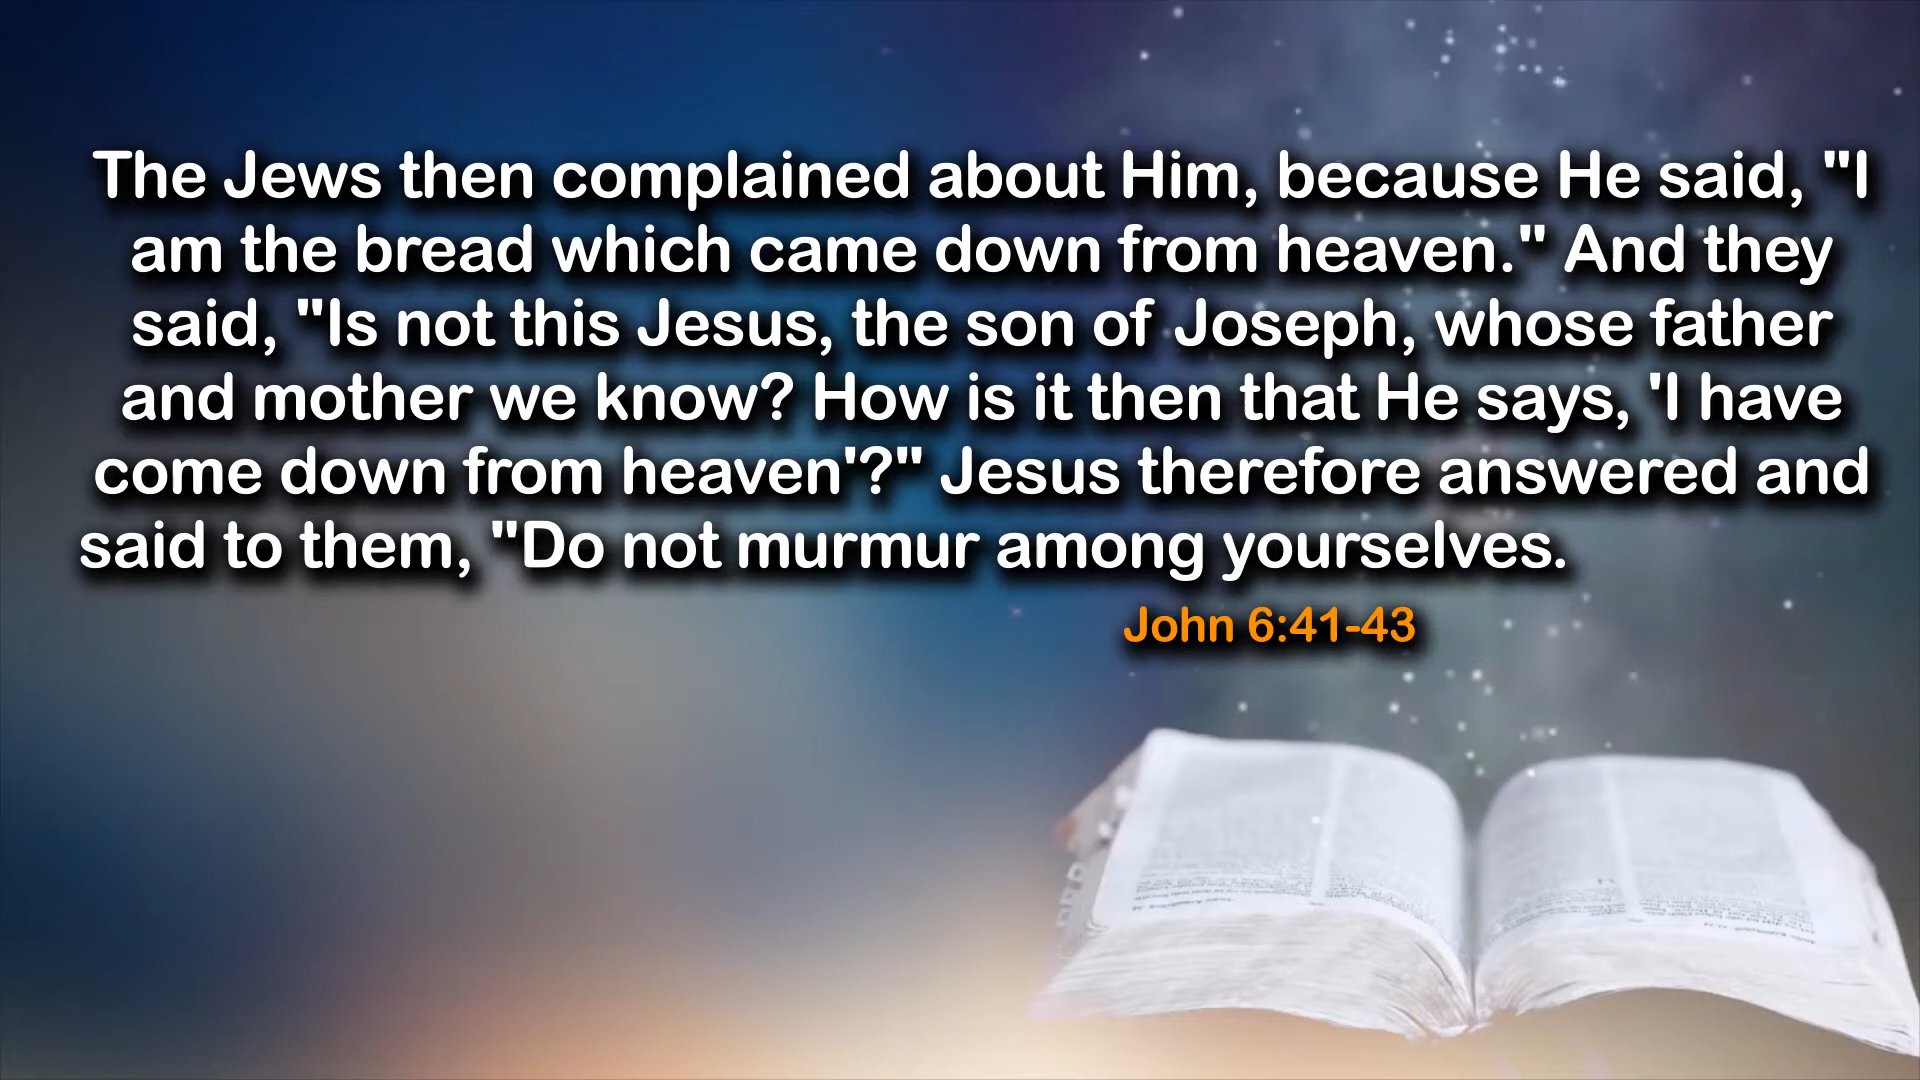 The Jews then complained about Him, because He said, "I
am the bread which came down from heaven." And they
said, "Is not this Jesus, the son of Joseph, whose father
and mother we know? How is it then that He says, 'I have
come down from heaven'?" Jesus therefore answered and
said to them, "Do not murmur among yourselves.
John 6:41-43